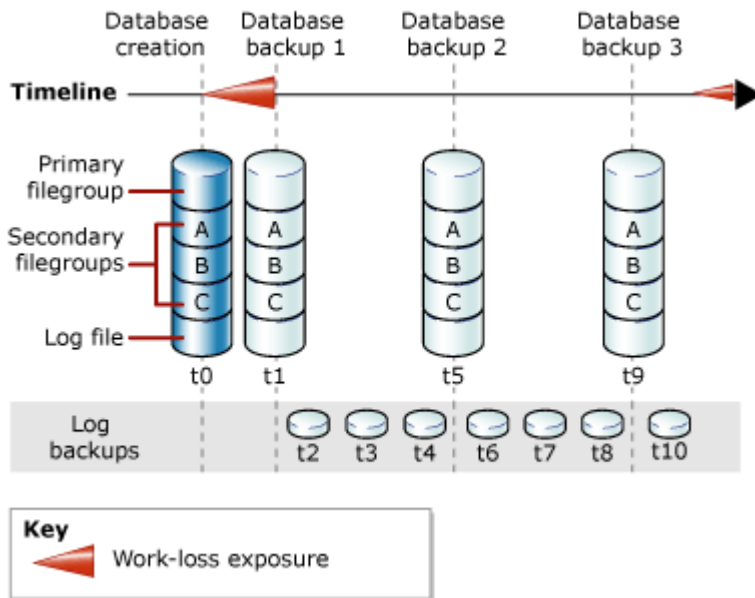 Database creation
Database backup 1
Database backup 2
Database backup 3
Timeline
Primary filegroup
Secondary filegroups
Log file
A
B
C
A
B
C
A
B
C
A
B
C
t0
t1
t5
t9
Log backups
t2
t3
t4
t6
t7
t8
t10
Key
Work-loss exposure